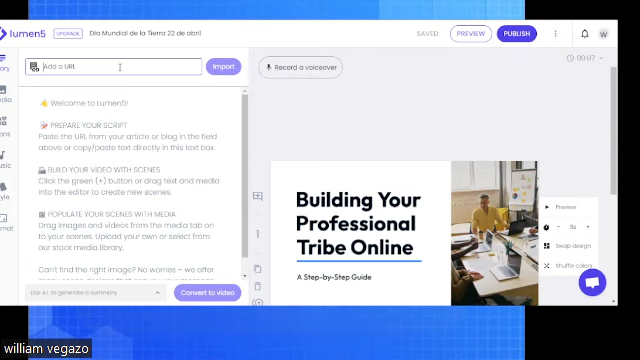 lumen5
UPGRADE
Día Mundial de la Tierra 22 de abril
SAVED
PREVIEW
PUBLISH
W
Add a URL
Import
Record a voiceover
00:07
Welcome to Lumen5!
PREPARE YOUR SCRIPT
Paste the URL from your article or blog in the field
above or copy/paste text directly in this text box.
BUILD YOUR VIDEO WITH SCENES
Click the green (+) button or drag text and media
into the editor to create new scenes.
POPULATE YOUR SCENES WITH MEDIA
Drag images and videos from the media tab on
to your scenes. Upload your own or select from
our stock media library.
Can't find the right image? No worries – we offer
Use A.I. to generate a summary
Convert to video
1
Building Your
Professional
Tribe Online
A Step-by-Step Guide
Preview
3s
Swap design
Shuffle colors
william vegazo